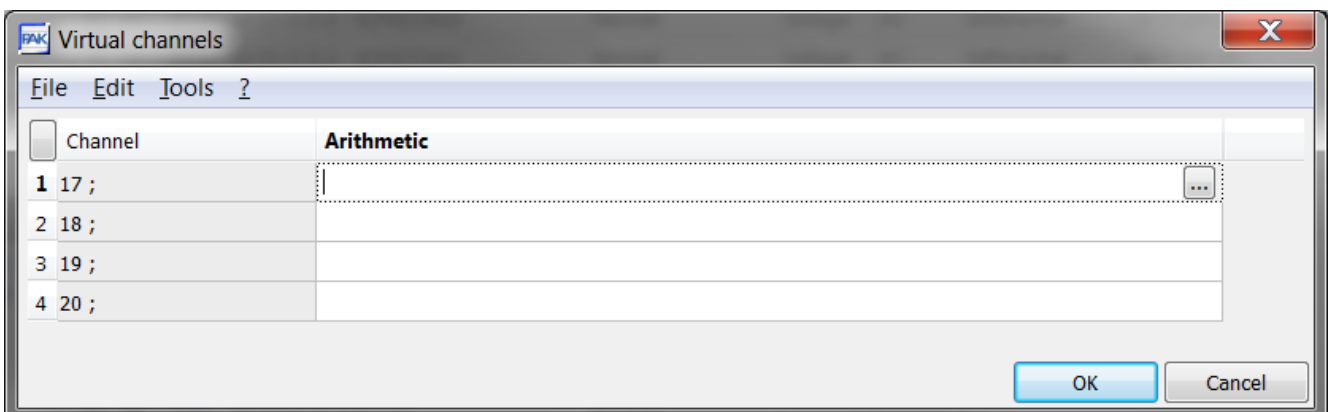 PAK Virtual channels
File Edit Tools ?
Channel Arithmetic
1 17 ; ...
2 18 ;
3 19 ;
4 20 ;
OK Cancel